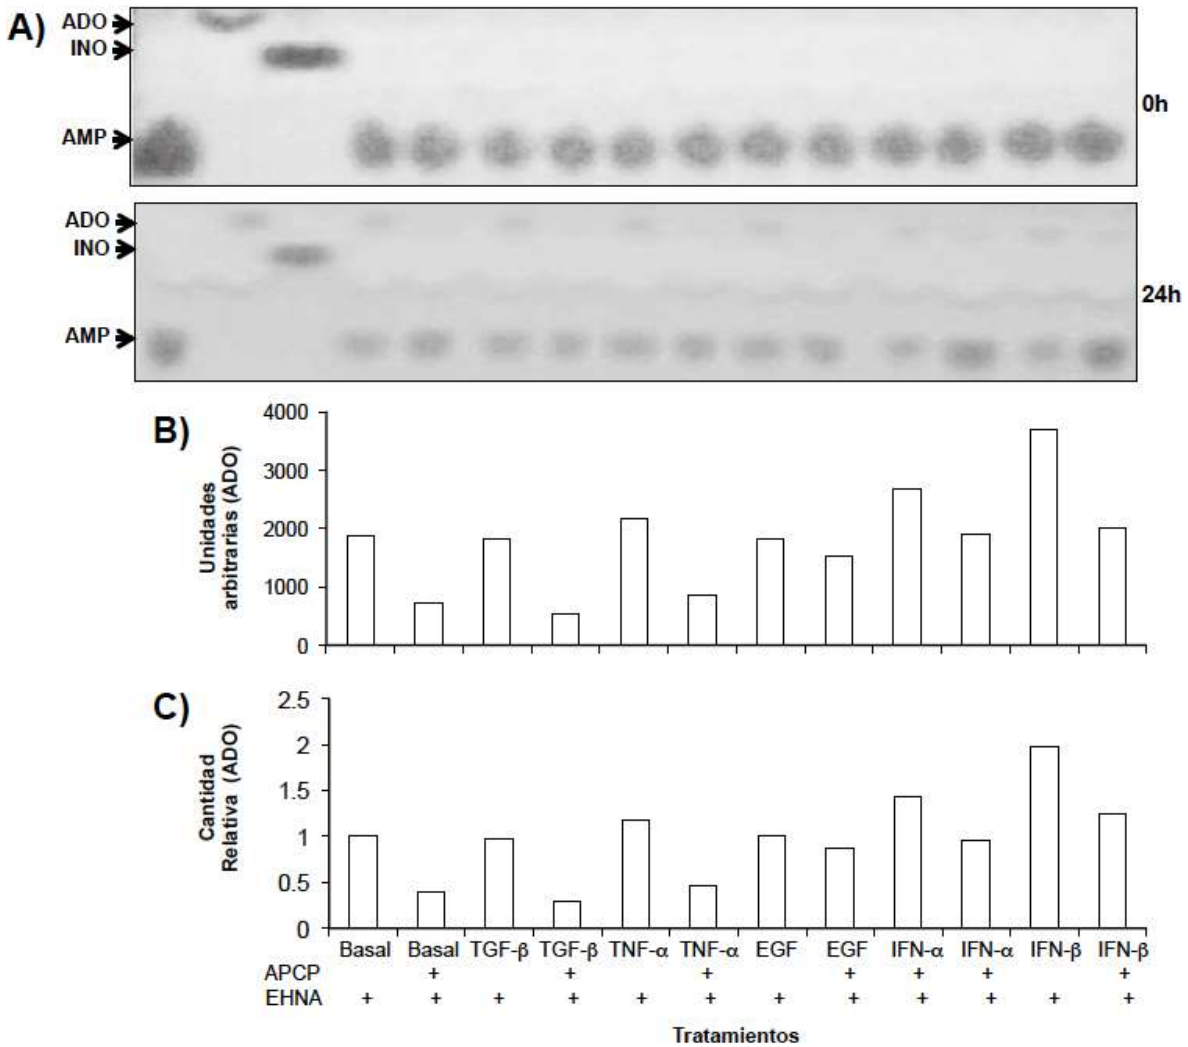 A)
ADO
INO
AMP
0h
ADO
INO
AMP
24h
B)
Unidades
arbitrarias (ADO)
4000
3000
2000
1000
0
C)
Cantidad
Relativa (ADO)
2.5
2
1.5
1
0.5
0
Basal Basal TGF-β TGF-β TNF-α TNF-α EGF EGF IFN-α IFN-α IFN-β IFN-β
APCP + + + + + + +
EHNA + + + + + + + + + + + +
Tratamientos